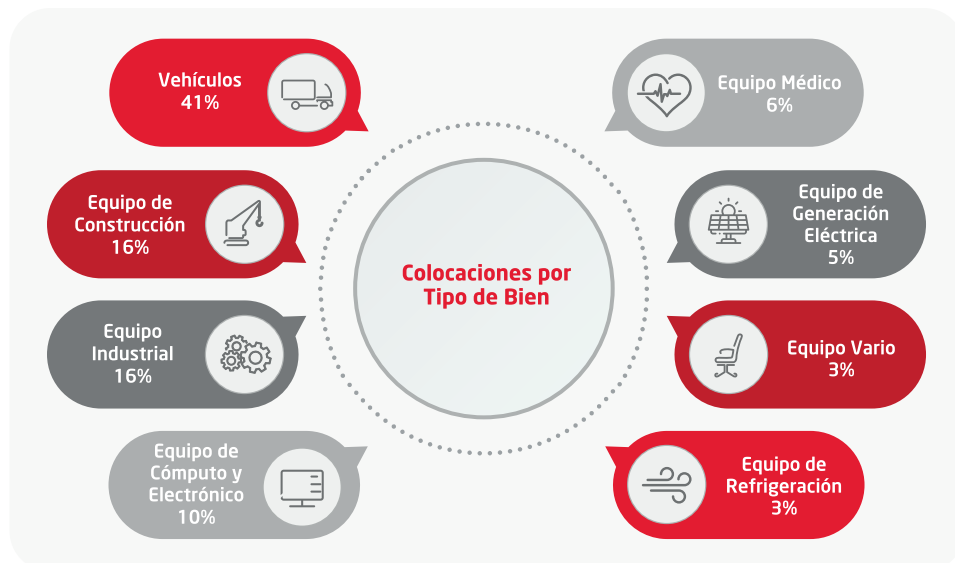 Vehículos
41%
Equipo de
Construcción
16%
Equipo
Industrial
16%
Equipo de
Cómputo y
Electrónico
10%
Colocaciones por
Tipo de Bien
Equipo Médico
6%
Equipo de
Generación
Eléctrica
5%
Equipo Vario
3%
Equipo de
Refrigeración
3%